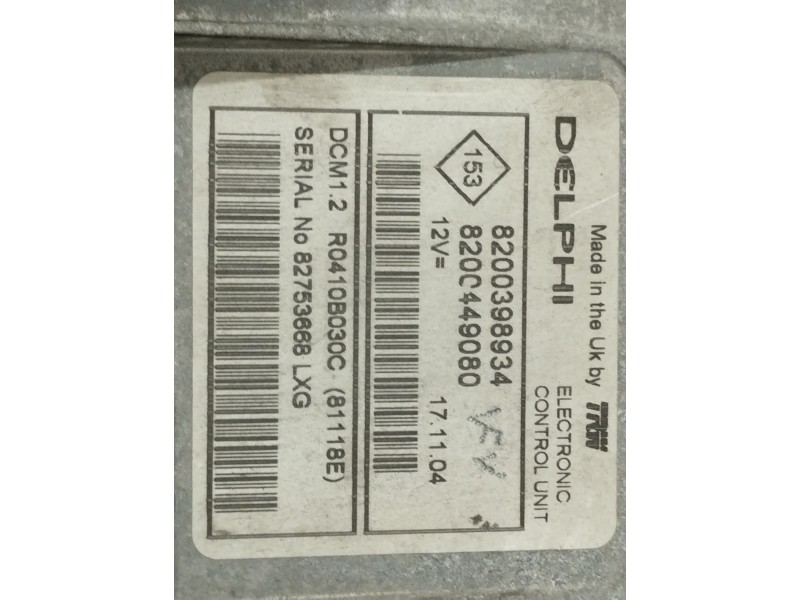 Made in the Uk by TRW
DELPHI
ELECTRONIC
CONTROL UNIT
153
8200398934
8200449080
12V=
17.11.04
DCM1.2 R0410B030C (81118E)
SERIAL No 82753668 LXG